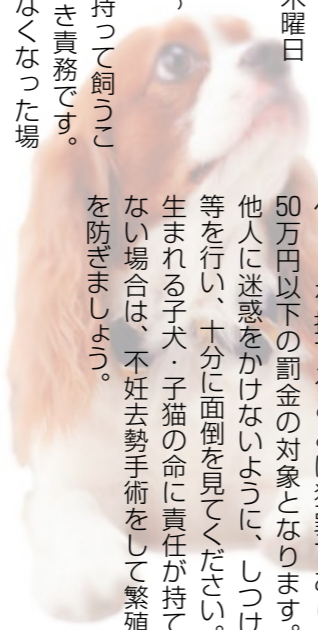 木曜日
持って飼うこ
き責務です。
なくなった場
50万円以下の罰金の対象となります。
他人に迷惑をかけないように、しつけ
等を行い、十分に面倒を見てください。
生まれる子犬・子猫の命に責任が持て
ない場合は、不妊去勢手術をして繁殖
を防ぎましょう。